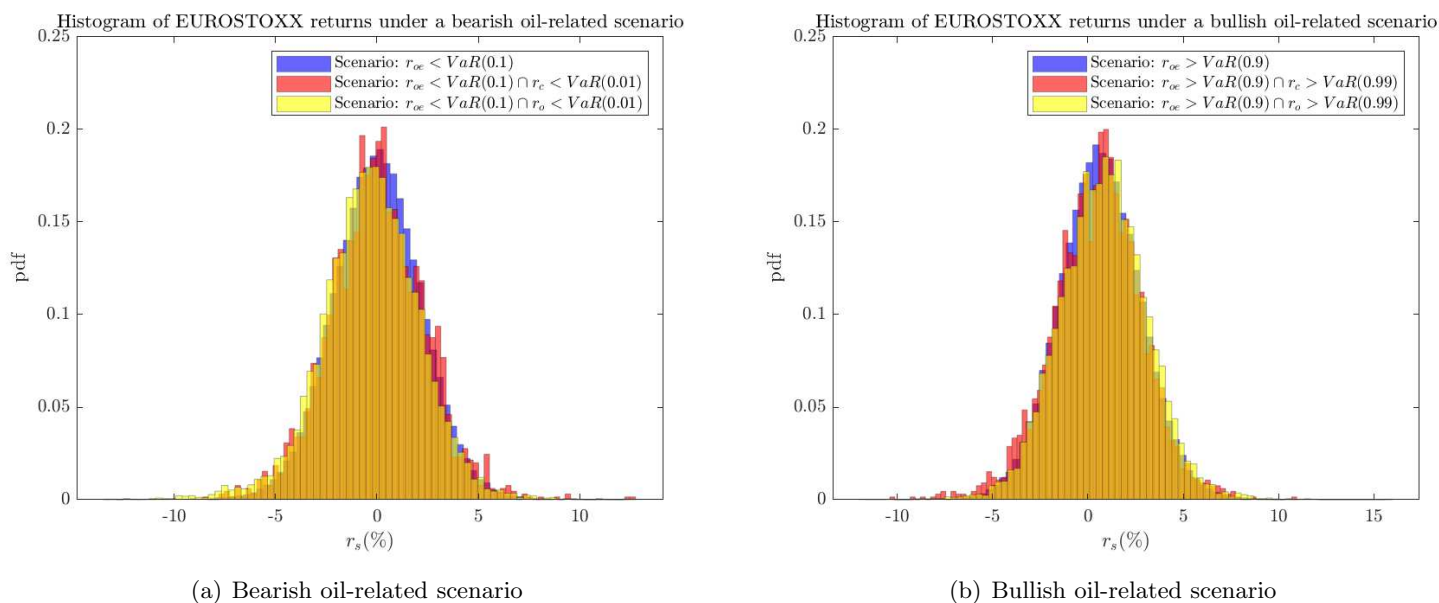 Histogram of EUROSTOXX returns under a bearish oil-related scenario
0.25
0.2
0.15
0.1
0.05
0
pdf
Scenario: r_oe < VaR(0.1)
Scenario: r_oe < VaR(0.1) ∩ r_c < VaR(0.01)
Scenario: r_oe < VaR(0.1) ∩ r_o < VaR(0.01)
-10 -5 0 5 10
r_s(%)
(a) Bearish oil-related scenario
Histogram of EUROSTOXX returns under a bullish oil-related scenario
0.25
0.2
0.15
0.1
0.05
0
pdf
Scenario: r_oe > VaR(0.9)
Scenario: r_oe > VaR(0.9) ∩ r_c > VaR(0.99)
Scenario: r_oe > VaR(0.9) ∩ r_o > VaR(0.99)
-10 -5 0 5 10 15
r_s(%)
(b) Bullish oil-related scenario